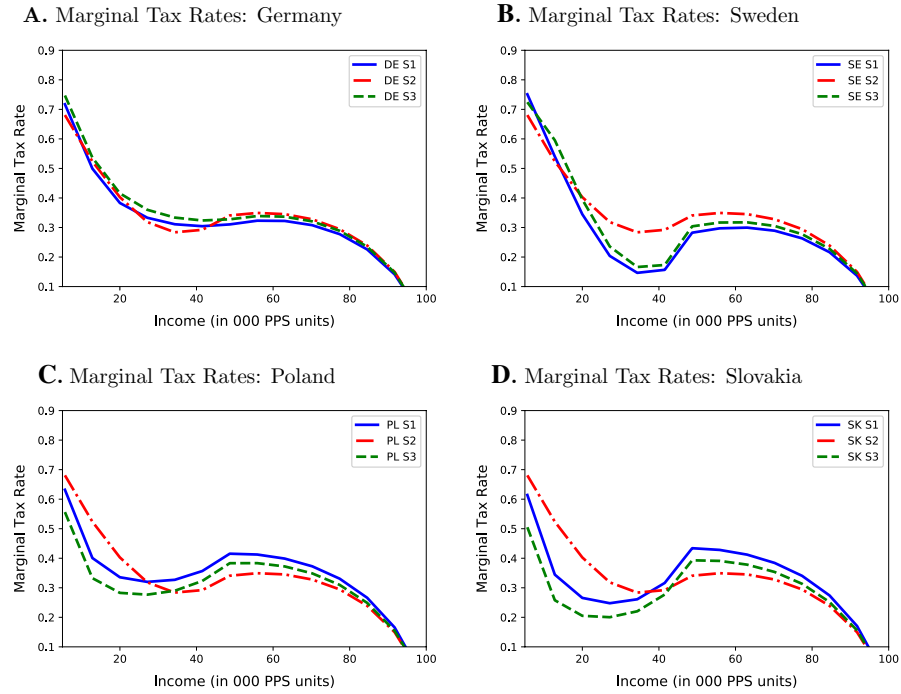 A. Marginal Tax Rates: Germany
0.9
0.8
0.7
0.6
0.5
0.4
0.3
0.2
0.1
Marginal Tax Rate
DE S1
DE S2
DE S3
20
40
60
80
100
Income (in 000 PPS units)
B. Marginal Tax Rates: Sweden
0.9
0.8
0.7
0.6
0.5
0.4
0.3
0.2
0.1
Marginal Tax Rate
SE S1
SE S2
SE S3
20
40
60
80
100
Income (in 000 PPS units)
C. Marginal Tax Rates: Poland
0.9
0.8
0.7
0.6
0.5
0.4
0.3
0.2
0.1
Marginal Tax Rate
PL S1
PL S2
PL S3
20
40
60
80
100
Income (in 000 PPS units)
D. Marginal Tax Rates: Slovakia
0.9
0.8
0.7
0.6
0.5
0.4
0.3
0.2
0.1
Marginal Tax Rate
SK S1
SK S2
SK S3
20
40
60
80
100
Income (in 000 PPS units)